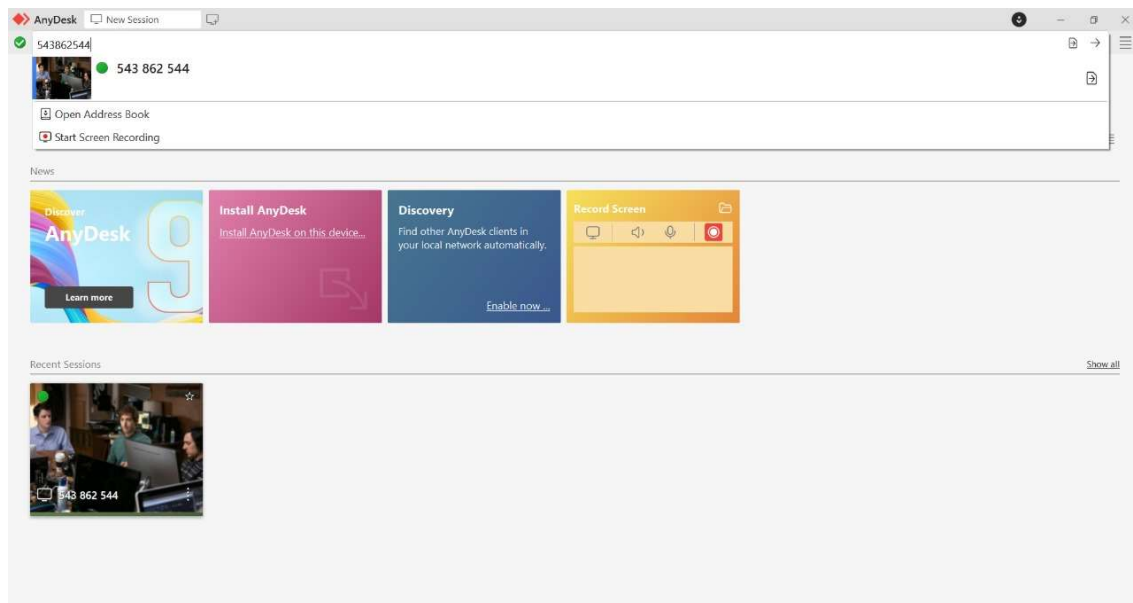 AnyDesk New Session
543862544
543 862 544
Open Address Book
Start Screen Recording
News
Discover
AnyDesk 9
Learn more
Install AnyDesk
Install AnyDesk on this device...
Discovery
Find other AnyDesk clients in
your local network automatically.
Enable now ...
Record Screen
Recent Sessions
Show all
543 862 544